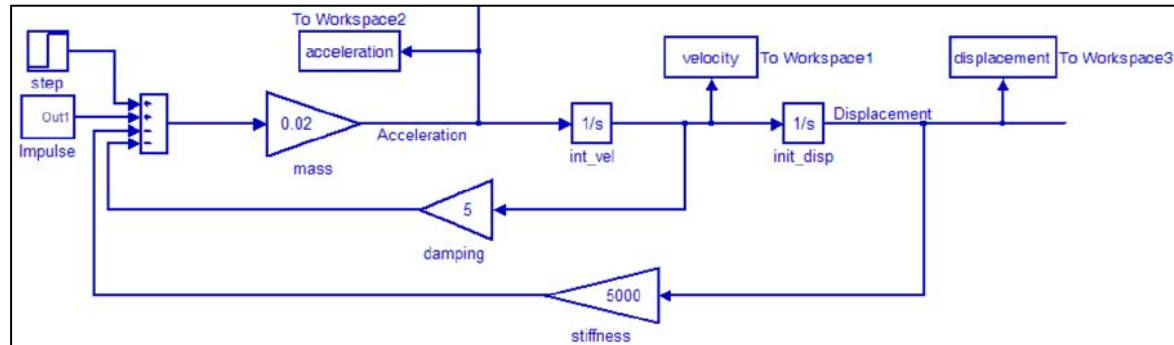 To Workspace2
acceleration
step
Out1
Impulse
+
+
−
−
0.02
mass
Acceleration
1/s
int_vel
velocity
To Workspace1
1/s
init_disp
Displacement
displacement
To Workspace3
5
damping
5000
stiffness